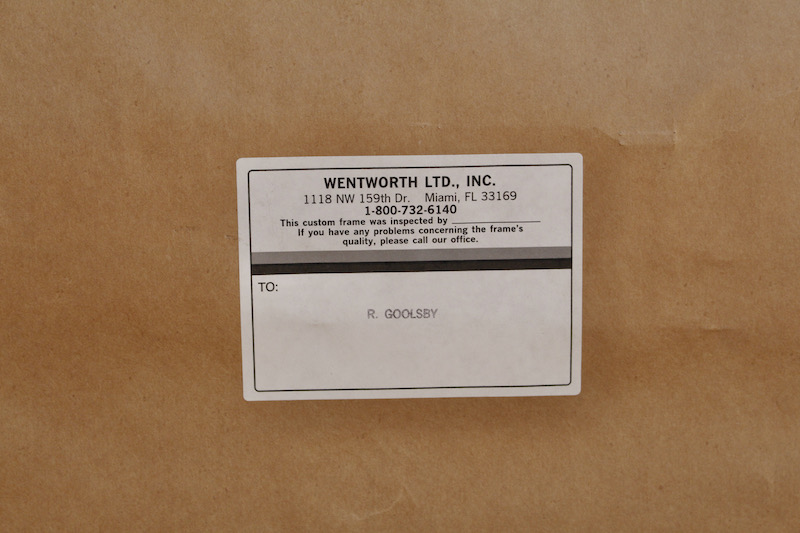 WENTWORTH LTD., INC.
1118 NW 159th Dr. Miami, FL 33169
1-800-732-6140
This custom frame was inspected by
If you have any problems concerning the frame's
quality, please call our office.
TO:
R. GOOLSBY